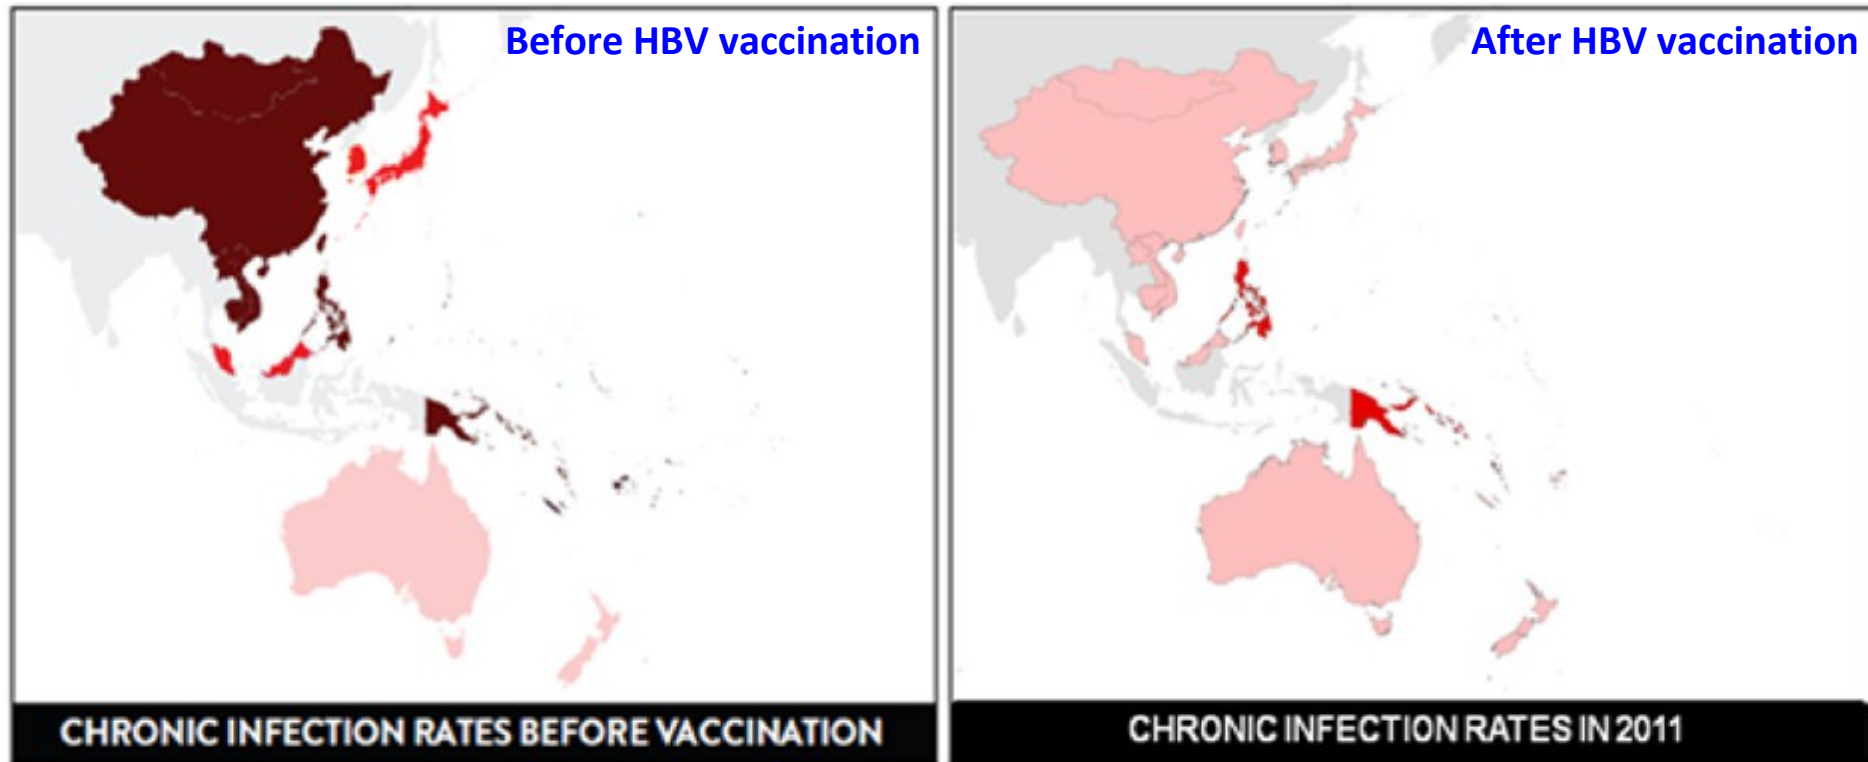 Before HBV vaccination
After HBV vaccination
CHRONIC INFECTION RATES BEFORE VACCINATION
CHRONIC INFECTION RATES IN 2011